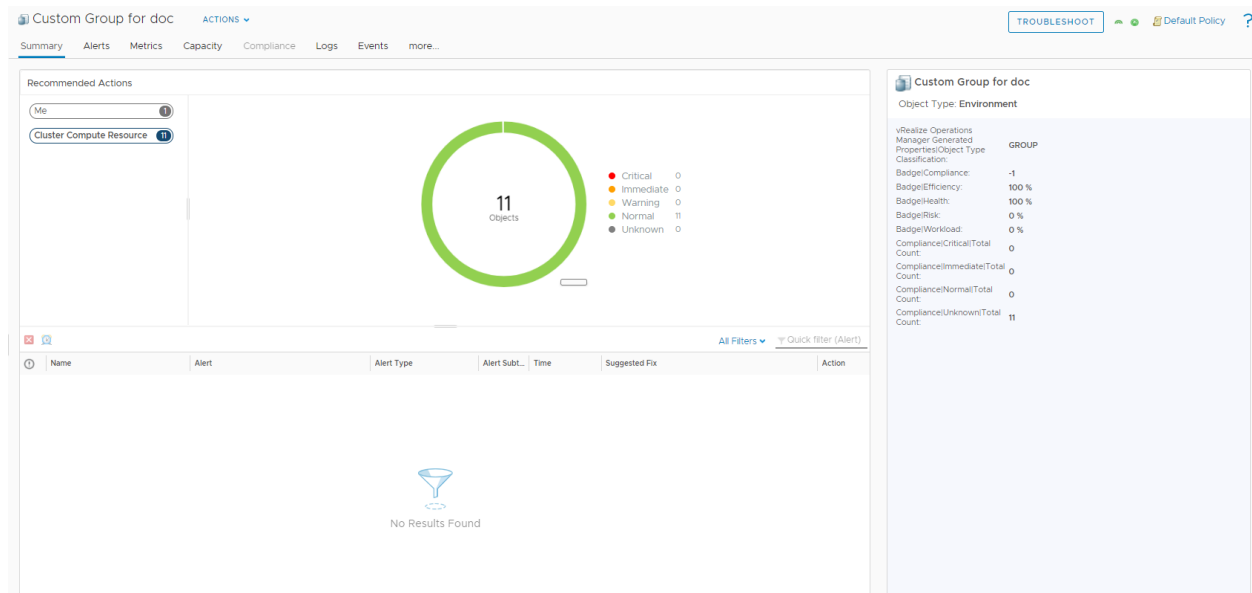 Custom Group for doc ACTIONS
TROUBLESHOOT Default Policy ?
Summary Alerts Metrics Capacity Compliance Logs Events more...
Recommended Actions
Me 1
Cluster Compute Resource 11
11
Objects
Critical 0
Immediate 0
Warning 0
Normal 11
Unknown 0
All Filters Quick filter (Alert)
Name Alert Alert Type Alert Subt... Time Suggested Fix Action
No Results Found
Custom Group for doc
Object Type: Environment
vRealize Operations
Manager Generated
Properties|Object Type
Classification:
GROUP
Badge|Compliance: -1
Badge|Efficiency: 100 %
Badge|Health: 100 %
Badge|Risk: 0 %
Badge|Workload: 0 %
Compliance|Critical|Total
Count:
0
Compliance|Immediate|Total
Count:
0
Compliance|Normal|Total
Count:
0
Compliance|Unknown|Total
Count:
11